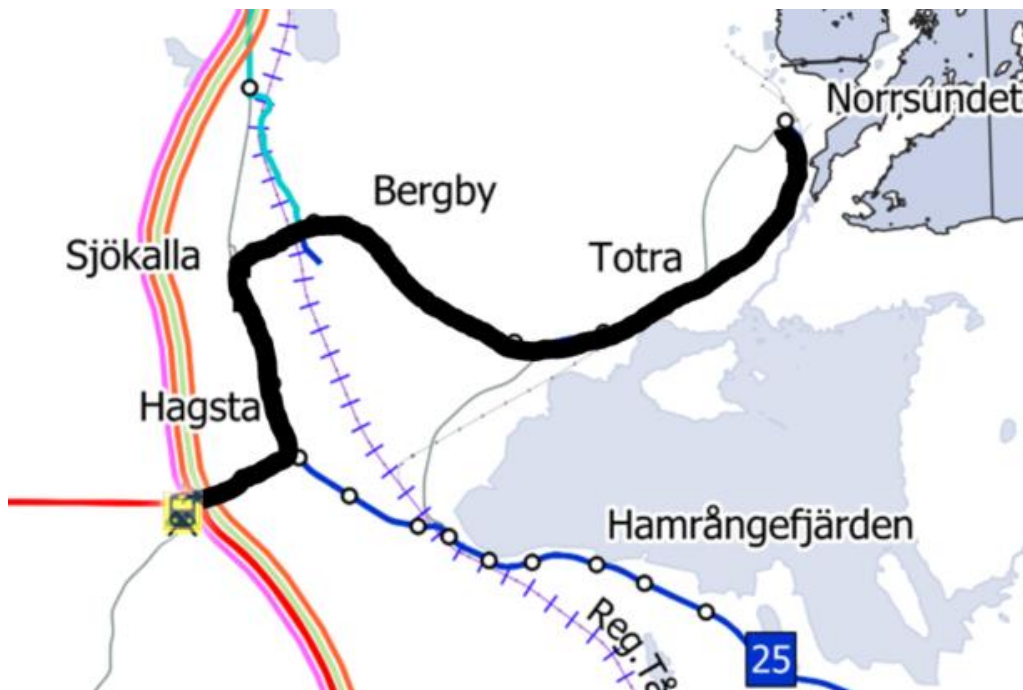 Norrsundet
Bergby
Sjökalla
Totra
Hagsta
Hamrångefjärden
Reg.Tå
25